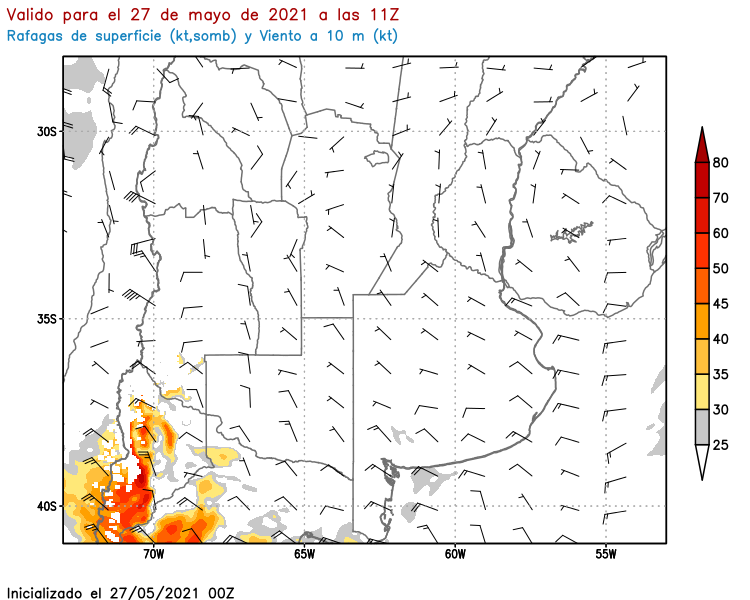 Valido para el 27 de mayo de 2021 a las 11Z
Rafagas de superficie (kt,somb) y Viento a 10 m (kt)
30S
35S
40S
70W 65W 60W 55W
80
70
60
50
45
40
35
30
25
Inicializado el 27/05/2021 00Z